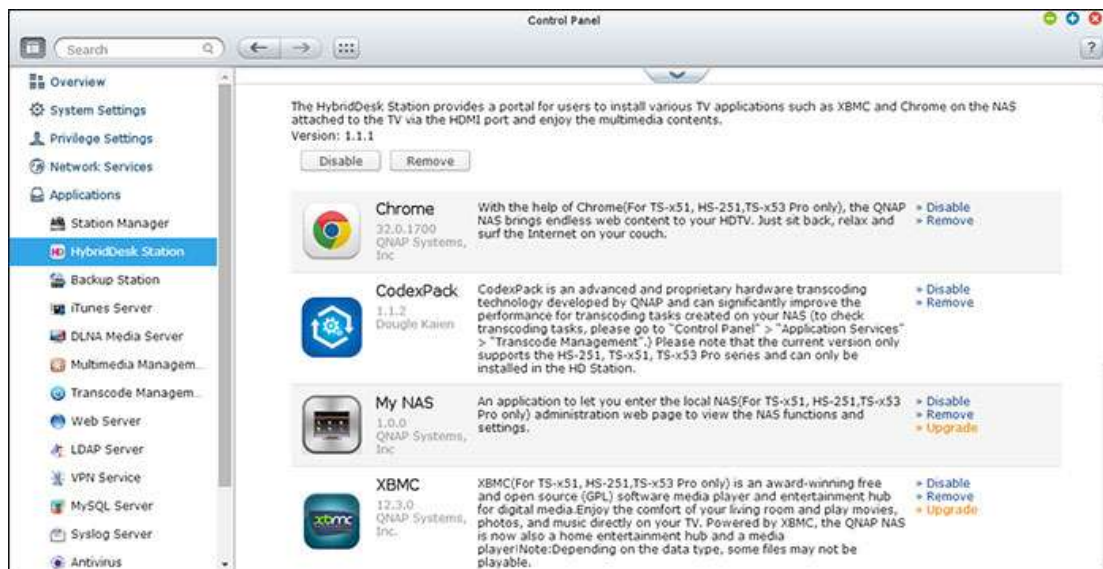 Control Panel
Search
?
Overview
System Settings
Privilege Settings
Network Services
Applications
Station Manager
HD HybridDesk Station
Backup Station
iTunes Server
DLNA Media Server
Multimedia Managem...
Transcode Managem...
Web Server
LDAP Server
VPN Service
MySQL Server
Syslog Server
Antivirus
The HybridDesk Station provides a portal for users to install various TV applications such as XBMC and Chrome on the NAS
attached to the TV via the HDMI port and enjoy the multimedia contents.
Version: 1.1.1
Disable Remove
Chrome
32.0.1700
QNAP Systems,
Inc
With the help of Chrome(For TS-x51, HS-251,TS-x53 Pro only), the QNAP
NAS brings endless web content to your HDTV. Just sit back, relax and
surf the Internet on your couch.
» Disable
» Remove
CodexPack
1.1.2
Dougle Kaien
CodexPack is an advanced and proprietary hardware transcoding
technology developed by QNAP and can significantly improve the
performance for transcoding tasks created on your NAS (to check
transcoding tasks, please go to "Control Panel" > "Application Services"
> "Transcode Management".) Please note that the current version only
supports the HS-251, TS-x51, TS-x53 Pro series and can only be
installed in the HD Station.
» Disable
» Remove
My NAS
1.0.0
QNAP Systems,
Inc
An application to let you enter the local NAS(For TS-x51, HS-251,TS-x53
Pro only) administration web page to view the NAS functions and
settings.
» Disable
» Remove
» Upgrade
xbmc
XBMC
12.3.0
QNAP Systems,
Inc.
XBMC(For TS-x51, HS-251,TS-x53 Pro only) is an award-winning free
and open source (GPL) software media player and entertainment hub
for digital media.Enjoy the comfort of your living room and play movies,
photos, and music directly on your TV. Powered by XBMC, the QNAP NAS
is now also a home entertainment hub and a media
player!Note:Depending on the data type, some files may not be
playable.
» Disable
» Remove
» Upgrade